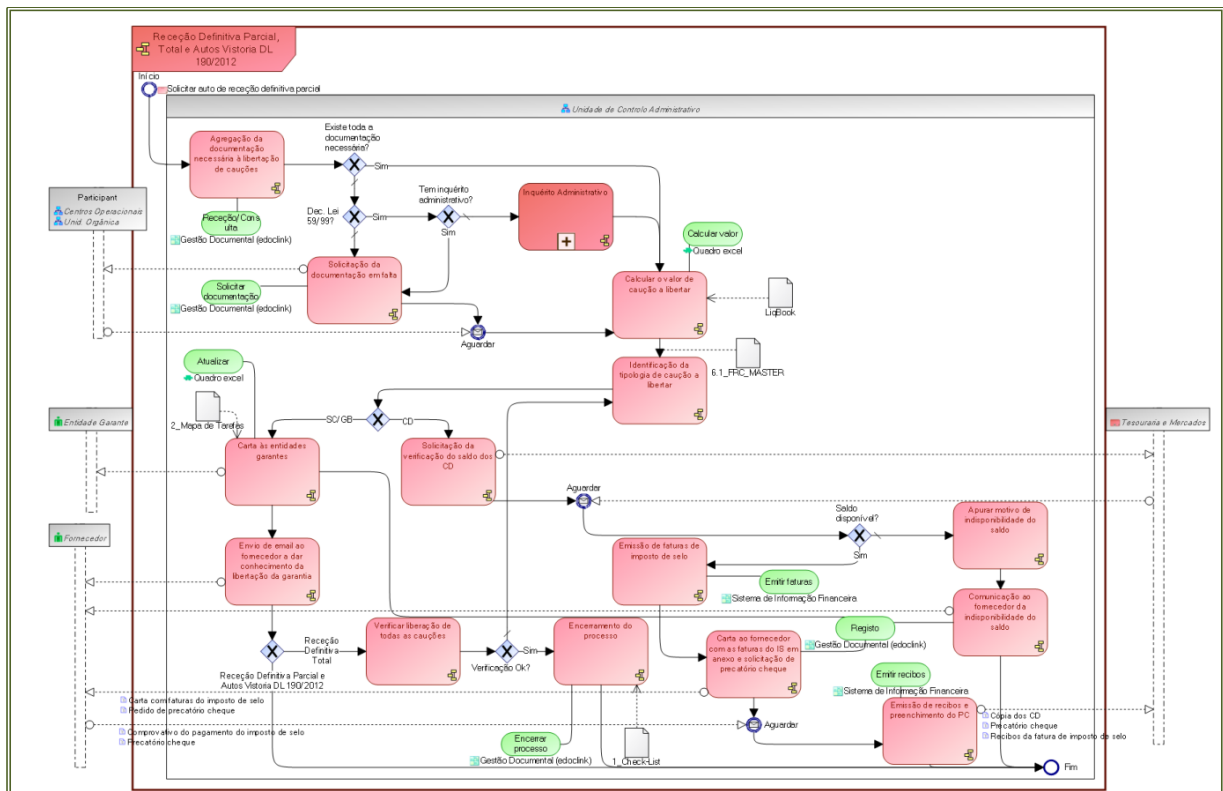 Receção Definitiva Parcial,
Total e Autos Vistoria DL
190/2012
Início
Solicitar auto de receção definitiva parcial
Unidade de Controlo Administrativo
Agregação da
documentação
necessária à libertação
de cauções
Existe toda a
documentação
necessária?
Sim
Receção/ Cons
ulta
Gestão Documental (edoclink)
Dec. Lei
59/99?
Sim
Tem inquérito
administrativo?
Sim
Inquérito Administrativo
Participant
Centros Operacionais
Unid. Orgânica
Calcular valor
Quadro excel
Solicitação da
documentação em falta
Solicitar
documentação
Gestão Documental (edoclink)
Calcular o valor de
caução a libertar
LiqBook
Aguardar
Identificação da
tipologia de caução a
libertar
6.1_FRC_MASTER
Atualizar
Quadro excel
2_Mapa de Tarefas
SC/ GB
CD
Entidade Garante
Tesouraria e Mercados
Carta às entidades
garantes
Solicitação da
verificação do saldo dos
CD
Aguardar
Saldo
disponível?
Sim
Apurar motivo de
indisponibilidade do
saldo
Fornecedor
Envio de email ao
fornecedor a dar
conhecimento da
libertação da garantia
Emissão de faturas de
imposto de selo
Emitir faturas
Sistema de Informação Financeira
Comunicação ao
fornecedor da
indisponibilidade do
saldo
Receção
Definitiva
Total
Verificar liberação de
todas as cauções
Verificação Ok?
Sim
Encerramento do
processo
Carta ao fornecedor
com as faturas do IS em
anexo e solicitação de
precatório cheque
Registo
Gestão Documental (edoclink)
Receção Definitiva Parcial e
Autos Vistoria DL 190/2012
Emitir recibos
Sistema de Informação Financeira
Carta com faturas do imposto de selo
Pedido de precatório cheque
Emissão de recibos e
preenchimento do PC
Cópia dos CD
Precatório cheque
Recibos da fatura de imposto de selo
Aguardar
Comprovativo do pagamento do imposto de selo
Precatório cheque
Encerrar
processo
Gestão Documental (edoclink)
1_Check-List
Fim